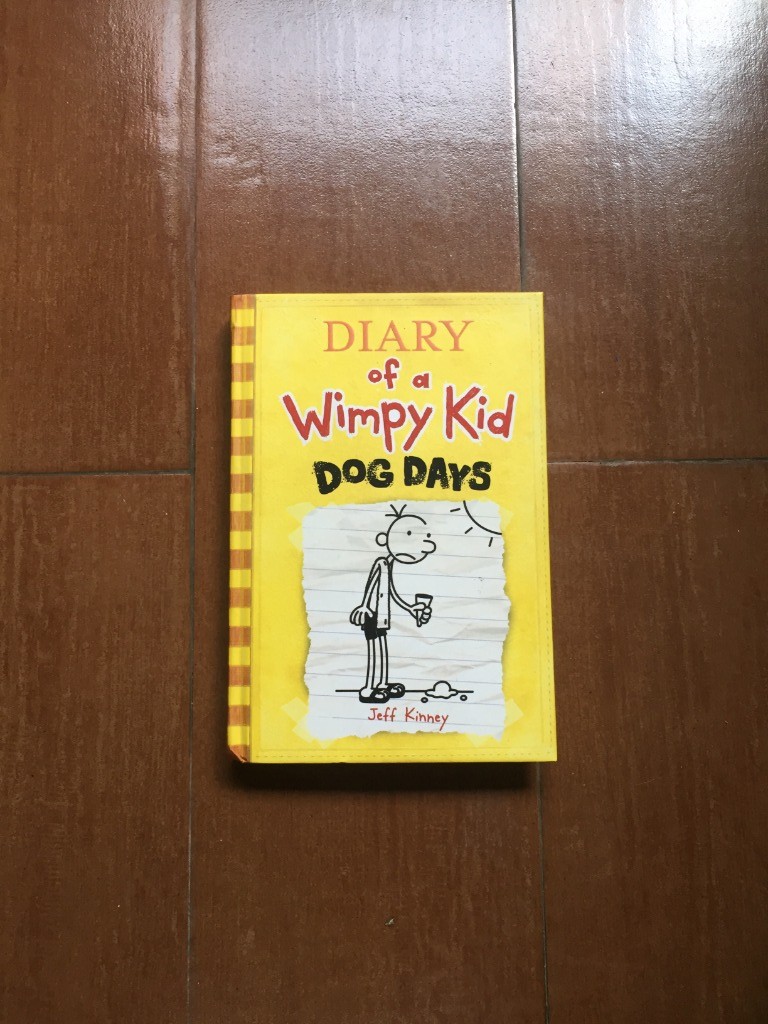 DIARY
of a
Wimpy Kid
DOG DAYS
Jeff Kinney